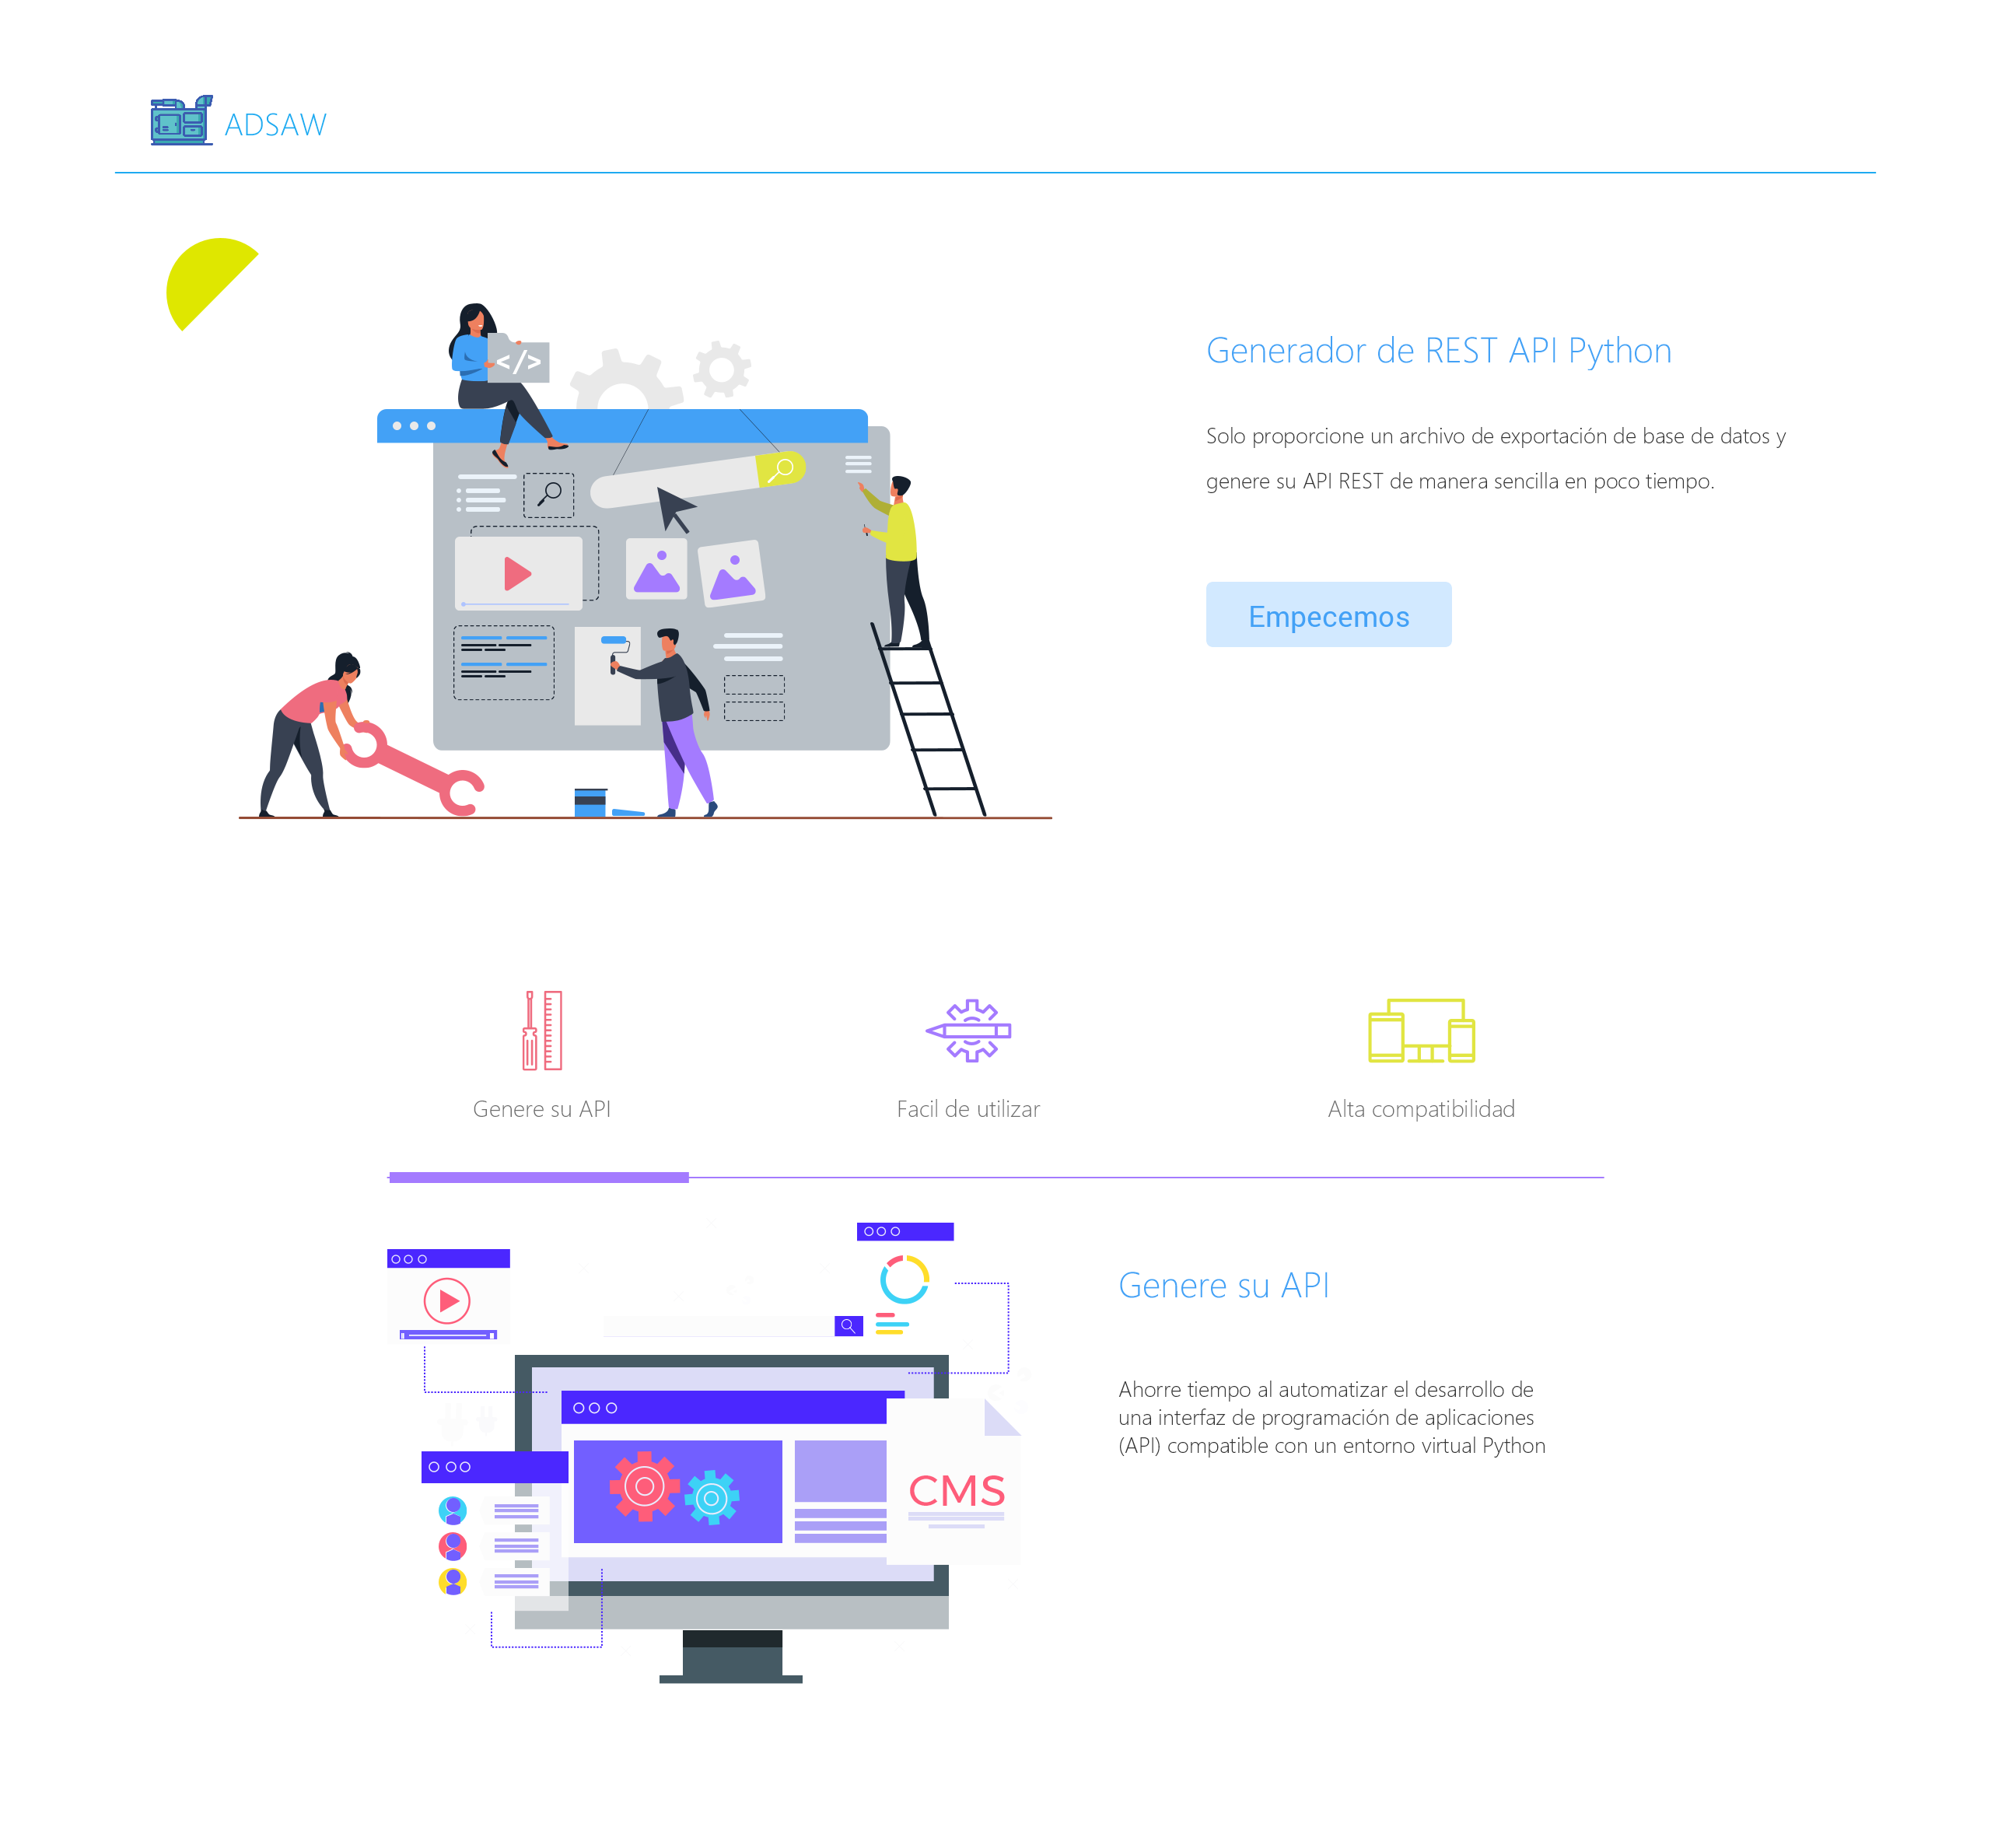 ADSAW
Generador de REST API Python
Solo proporcione un archivo de exportación de base de datos y
genere su API REST de manera sencilla en poco tiempo.
Empecemos
</>
Genere su API
Facil de utilizar
Alta compatibilidad
Genere su API
Ahorre tiempo al automatizar el desarrollo de
una interfaz de programación de aplicaciones
(API) compatible con un entorno virtual Python
CMS